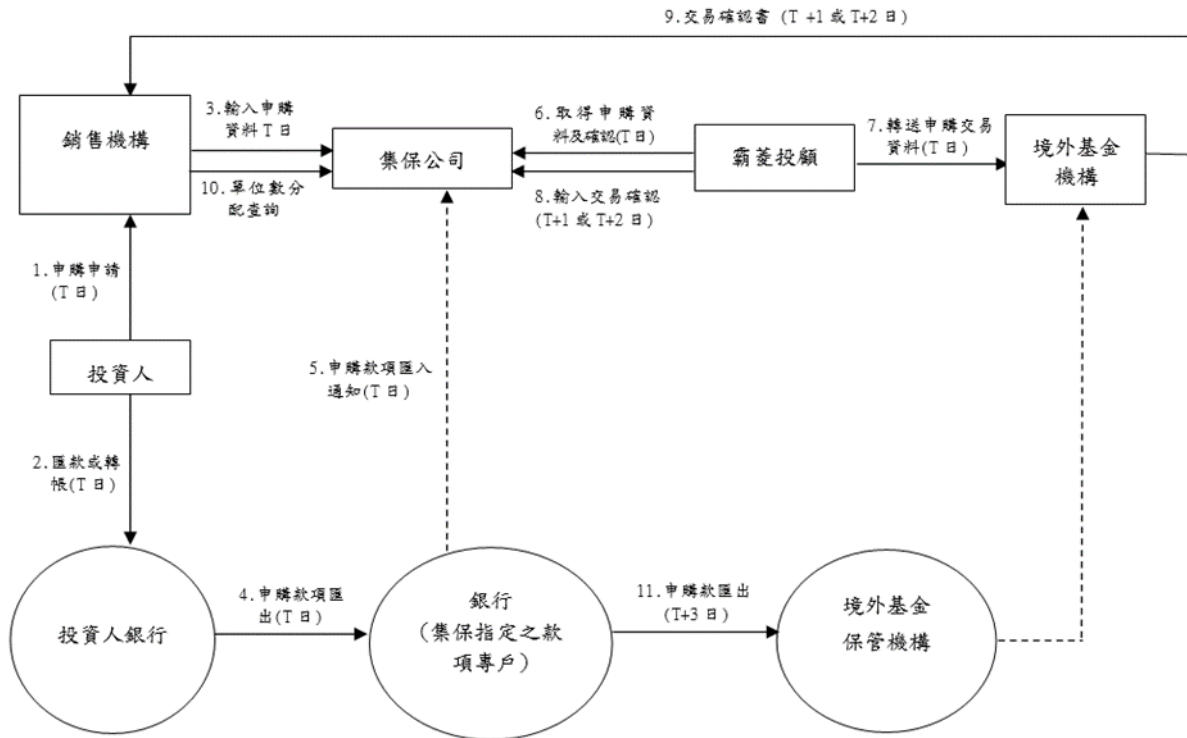 9.交易確認書 (T +1 或 T+2 日)
銷售機構
3.輸入申購
資料 T 日
10.單位數分
配查詢
集保公司
6.取得申購資
料及確認(T日)
8.輸入交易確認
(T+1 或 T+2 日)
霸菱投顧
7.轉送申購交易
資料(T 日)
境外基金
機構
1.申購申請
(T 日)
投資人
5.申購款項匯入
通知(T 日)
2.匯款或轉
帳(T 日)
投資人銀行
4.申購款項匯
出(T 日)
銀行
（集保指定之款
項專戶）
11.申購款匯出
(T+3 日)
境外基金
保管機構